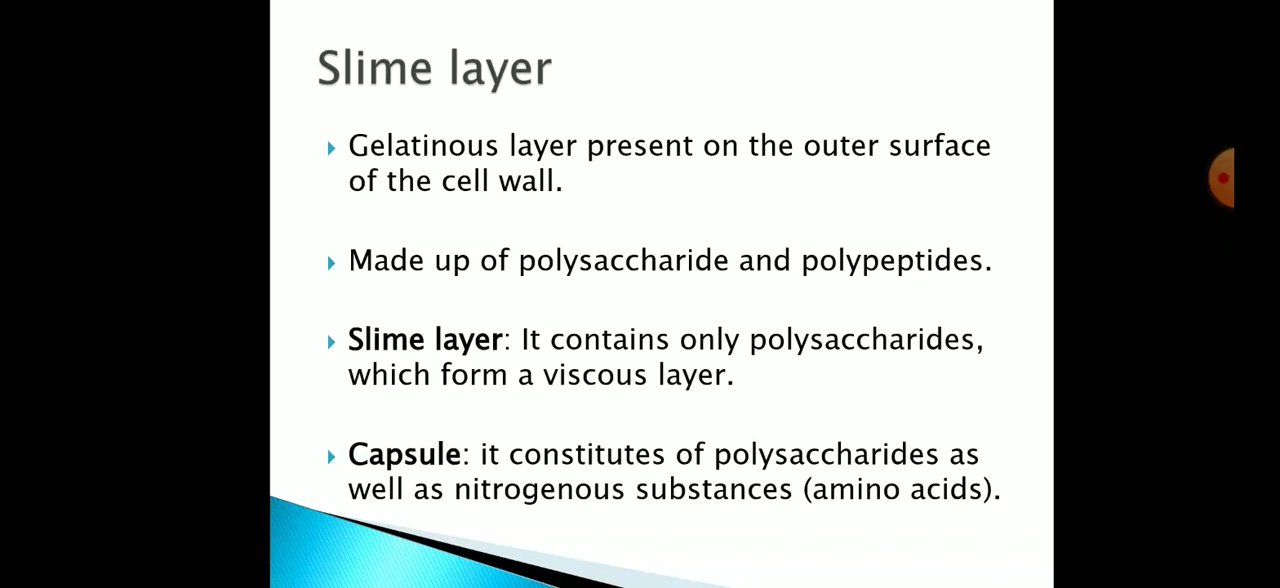 Slime layer
Gelatinous layer present on the outer surface
of the cell wall.
Made up of polysaccharide and polypeptides.
Slime layer: It contains only polysaccharides,
which form a viscous layer.
Capsule: it constitutes of polysaccharides as
well as nitrogenous substances (amino acids).